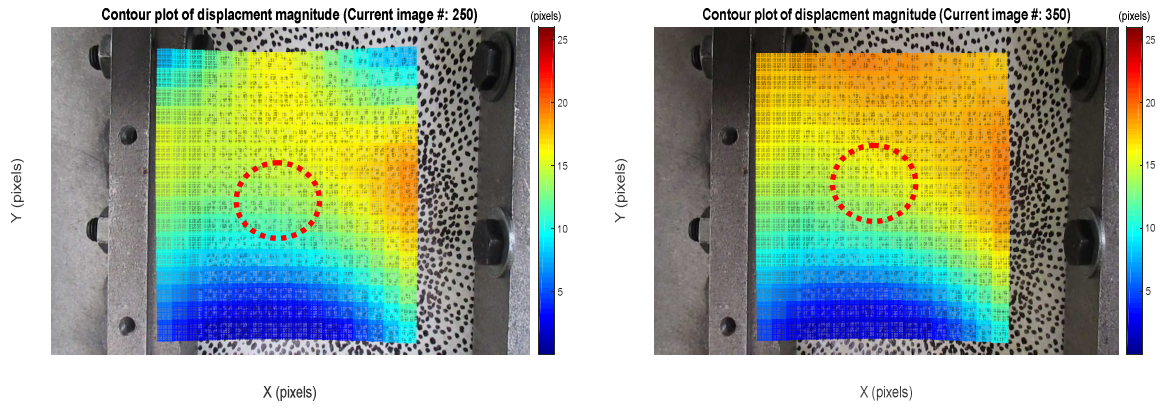 Contour plot of displacment magnitude (Current image #: 250)
(pixels)
25
20
15
10
5
Y (pixels)
X (pixels)
Contour plot of displacment magnitude (Current image #: 350)
(pixels)
25
20
15
10
5
Y (pixels)
X (pixels)